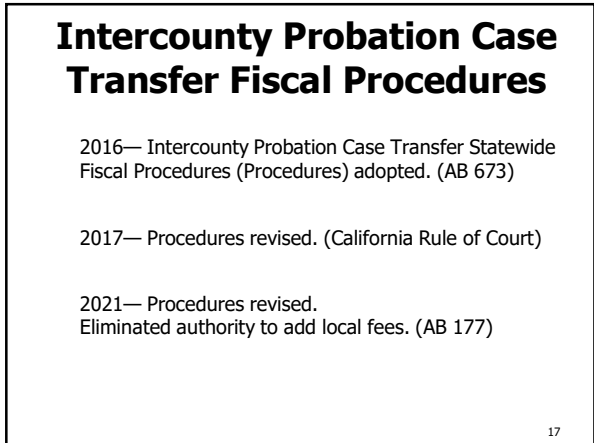 Intercounty Probation Case
Transfer Fiscal Procedures
2016— Intercounty Probation Case Transfer Statewide
Fiscal Procedures (Procedures) adopted. (AB 673)
2017— Procedures revised. (California Rule of Court)
2021— Procedures revised.
Eliminated authority to add local fees. (AB 177)
17